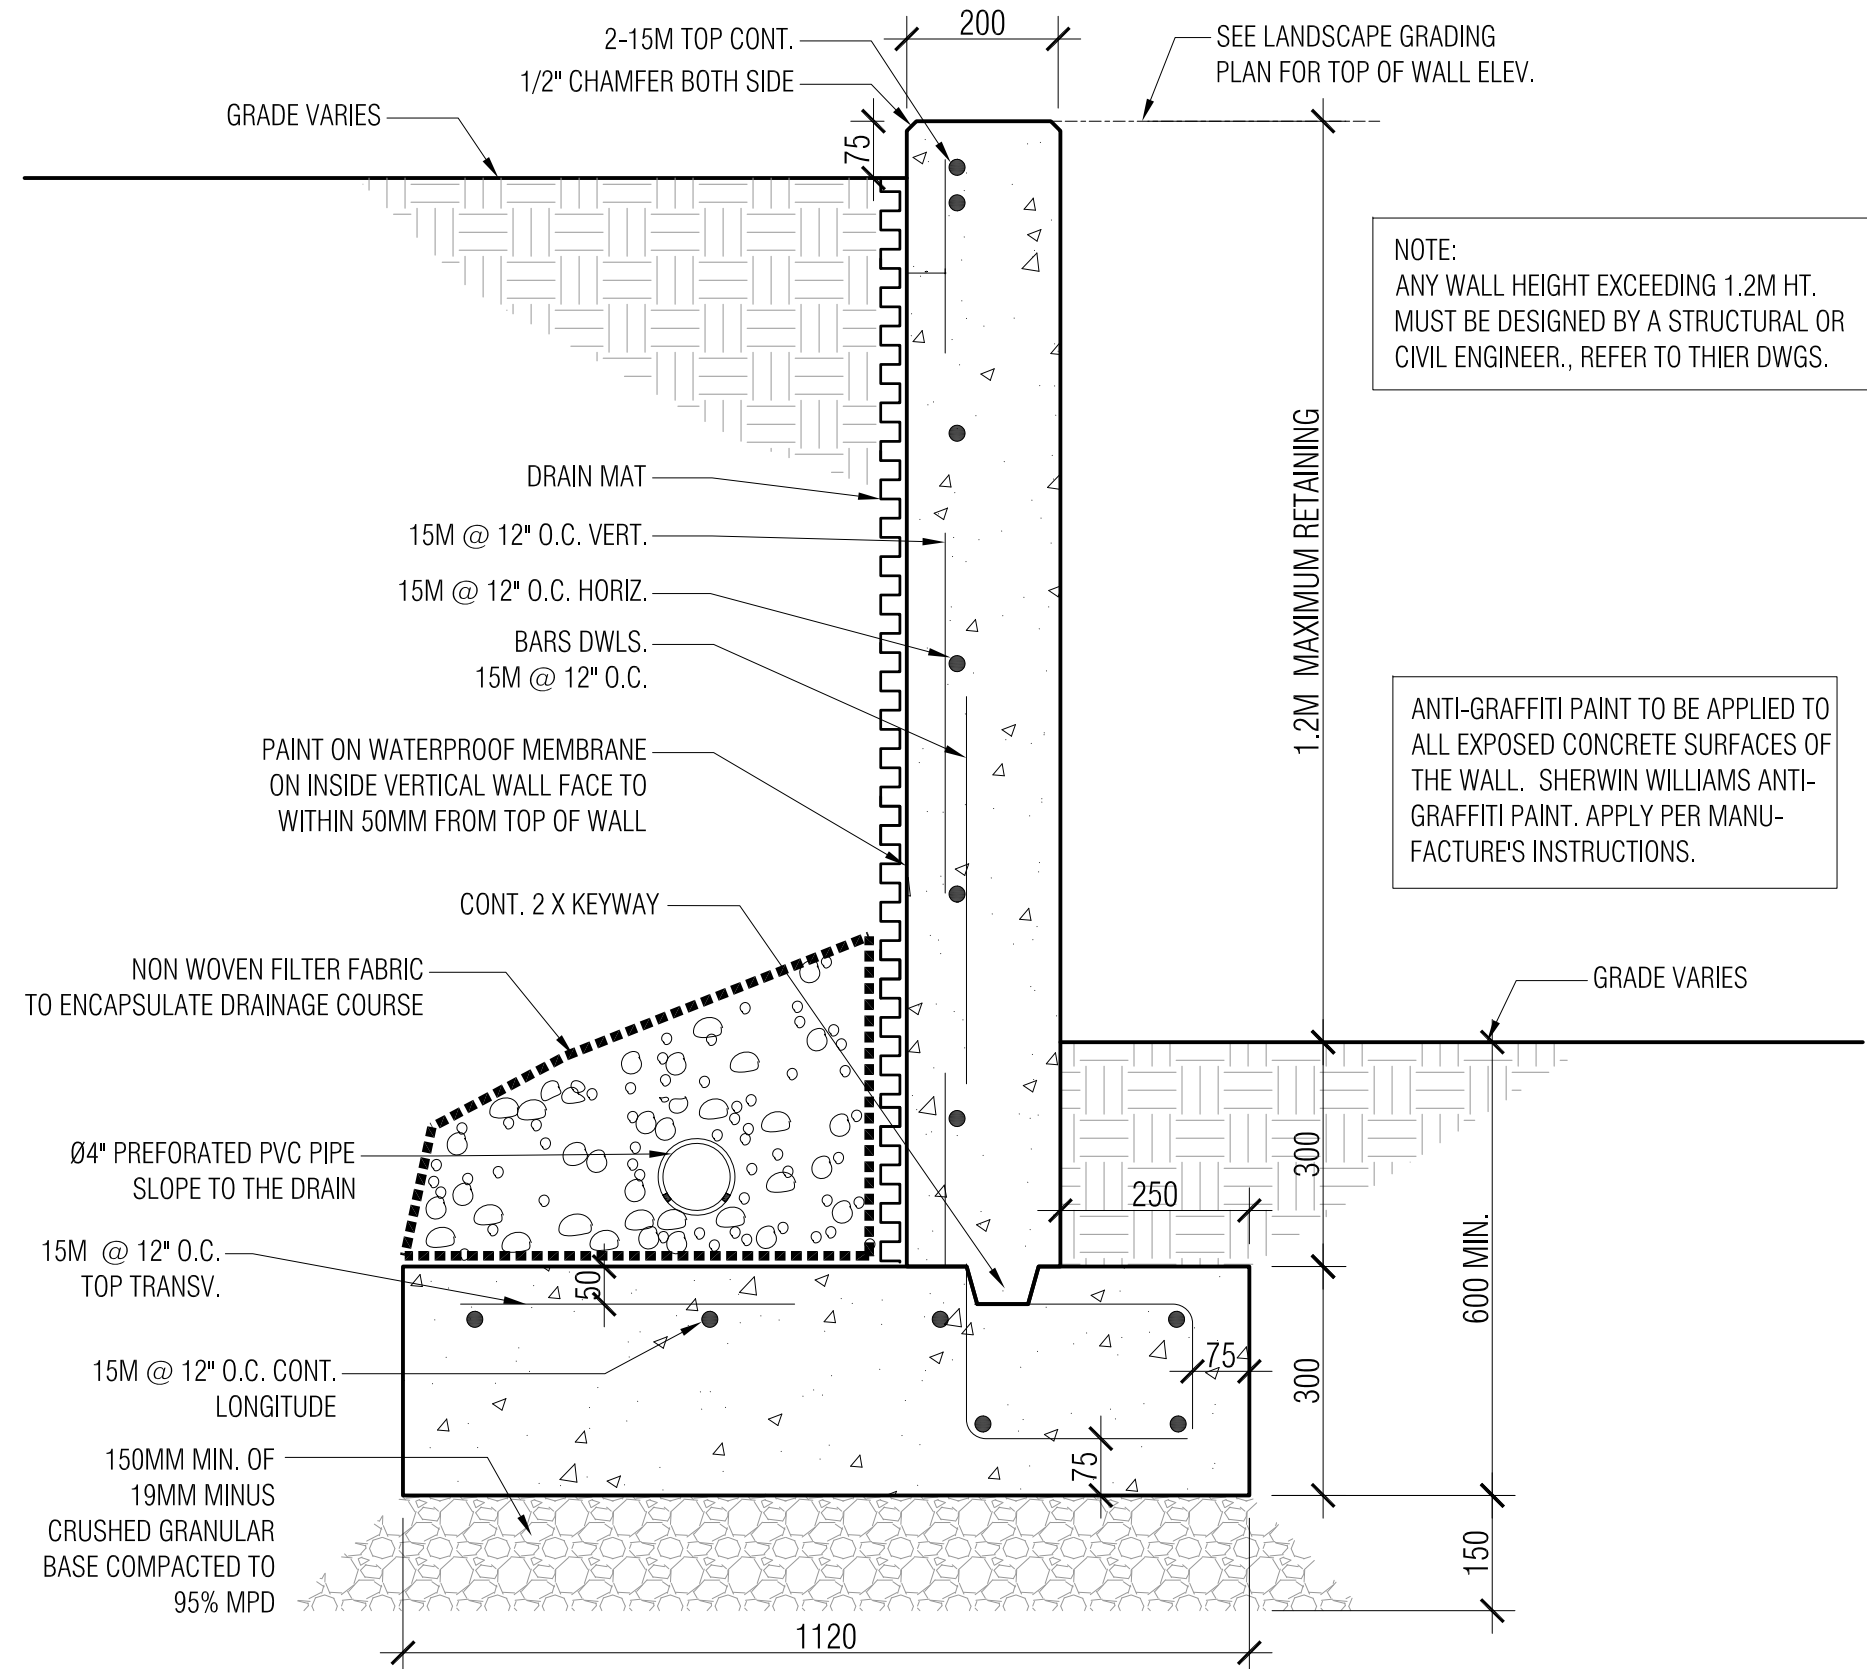 2-15M TOP CONT.
200
SEE LANDSCAPE GRADING
PLAN FOR TOP OF WALL ELEV.
1/2" CHAMFER BOTH SIDE
GRADE VARIES
75
NOTE:
ANY WALL HEIGHT EXCEEDING 1.2M HT.
MUST BE DESIGNED BY A STRUCTURAL OR
CIVIL ENGINEER., REFER TO THIER DWGS.
DRAIN MAT
15M @ 12" O.C. VERT.
15M @ 12" O.C. HORIZ.
BARS DWLS.
15M @ 12" O.C.
1.2M MAXIMUM RETAINING
ANTI-GRAFFITI PAINT TO BE APPLIED TO
ALL EXPOSED CONCRETE SURFACES OF
THE WALL. SHERWIN WILLIAMS ANTI-
GRAFFITI PAINT. APPLY PER MANU-
FACTURE'S INSTRUCTIONS.
PAINT ON WATERPROOF MEMBRANE
ON INSIDE VERTICAL WALL FACE TO
WITHIN 50MM FROM TOP OF WALL
CONT. 2 X KEYWAY
NON WOVEN FILTER FABRIC
TO ENCAPSULATE DRAINAGE COURSE
GRADE VARIES
Ø4" PREFORATED PVC PIPE
SLOPE TO THE DRAIN
300
250
15M @ 12" O.C.
TOP TRANSV.
50
600 MIN.
15M @ 12" O.C. CONT.
LONGITUDE
75
300
75
150MM MIN. OF
19MM MINUS
CRUSHED GRANULAR
BASE COMPACTED TO
95% MPD
150
1120